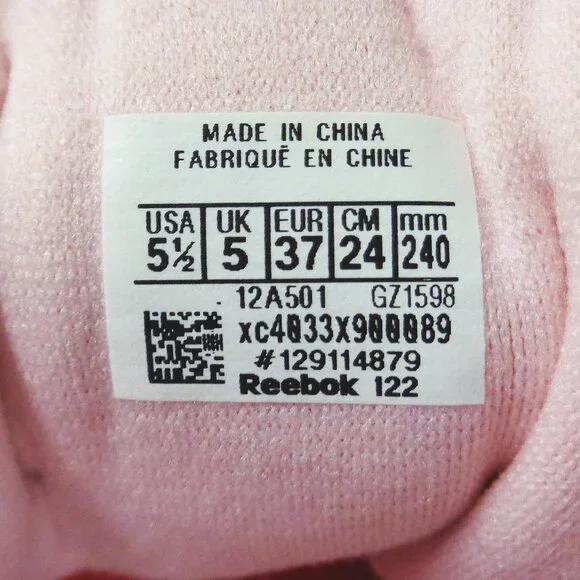 MADE IN CHINA
FABRIQUĒ EN CHINE
USA UK EUR CM mm
5½ 5 37 24 240
12A501 GZ1598
xc4033X900089
#129114879
Reebok 122